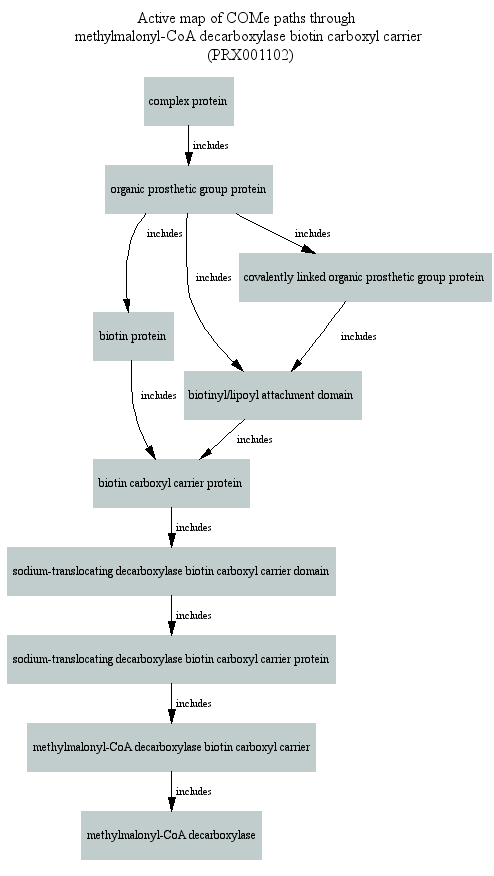 Active map of COMe paths through
methylmalonyl-CoA decarboxylase biotin carboxyl carrier
(PRX001102)
complex protein
includes
organic prosthetic group protein
includes
includes
includes
covalently linked organic prosthetic group protein
biotin protein
includes
includes
biotinyl/lipoyl attachment domain
includes
biotin carboxyl carrier protein
includes
sodium-translocating decarboxylase biotin carboxyl carrier domain
includes
sodium-translocating decarboxylase biotin carboxyl carrier protein
includes
methylmalonyl-CoA decarboxylase biotin carboxyl carrier
includes
methylmalonyl-CoA decarboxylase